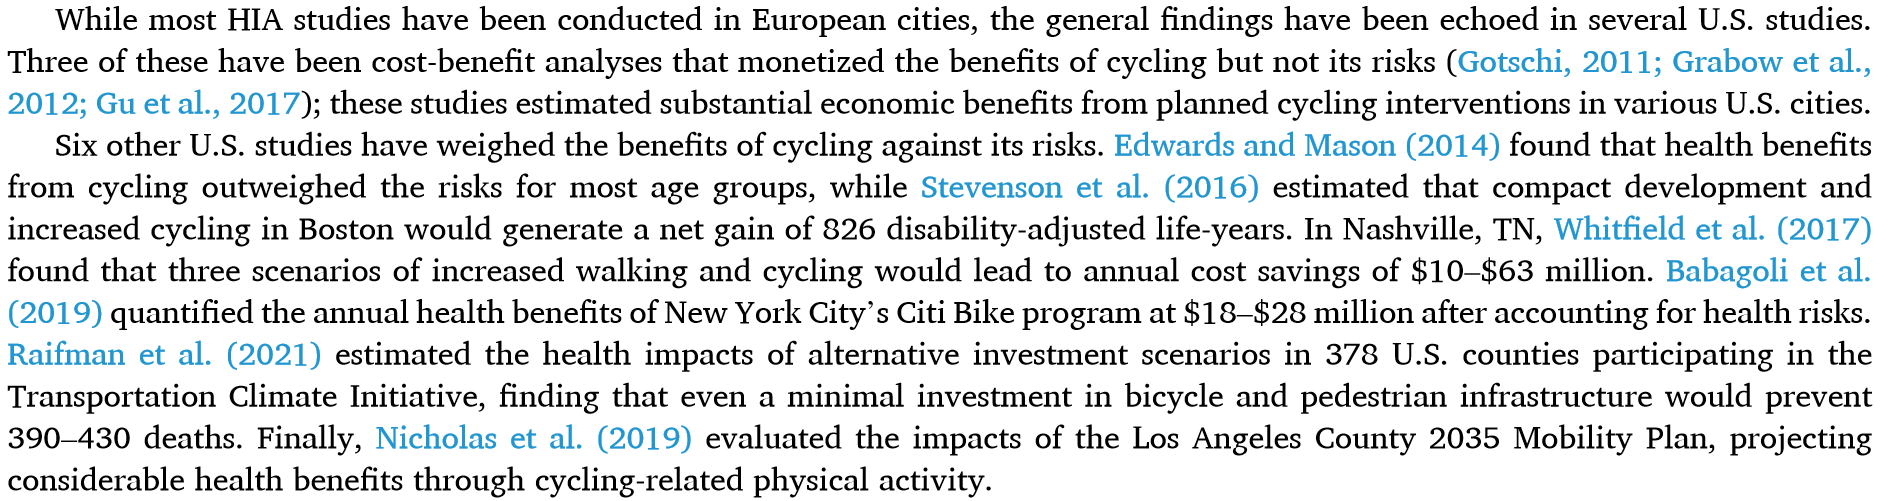 While most HIA studies have been conducted in European cities, the general findings have been echoed in several U.S. studies.
Three of these have been cost-benefit analyses that monetized the benefits of cycling but not its risks (Gotschi, 2011; Grabow et al.,
2012; Gu et al., 2017); these studies estimated substantial economic benefits from planned cycling interventions in various U.S. cities.
Six other U.S. studies have weighed the benefits of cycling against its risks. Edwards and Mason (2014) found that health benefits
from cycling outweighed the risks for most age groups, while Stevenson et al. (2016) estimated that compact development and
increased cycling in Boston would generate a net gain of 826 disability-adjusted life-years. In Nashville, TN, Whitfield et al. (2017)
found that three scenarios of increased walking and cycling would lead to annual cost savings of $10–$63 million. Babagoli et al.
(2019) quantified the annual health benefits of New York City’s Citi Bike program at $18–$28 million after accounting for health risks.
Raifman et al. (2021) estimated the health impacts of alternative investment scenarios in 378 U.S. counties participating in the
Transportation Climate Initiative, finding that even a minimal investment in bicycle and pedestrian infrastructure would prevent
390–430 deaths. Finally, Nicholas et al. (2019) evaluated the impacts of the Los Angeles County 2035 Mobility Plan, projecting
considerable health benefits through cycling-related physical activity.